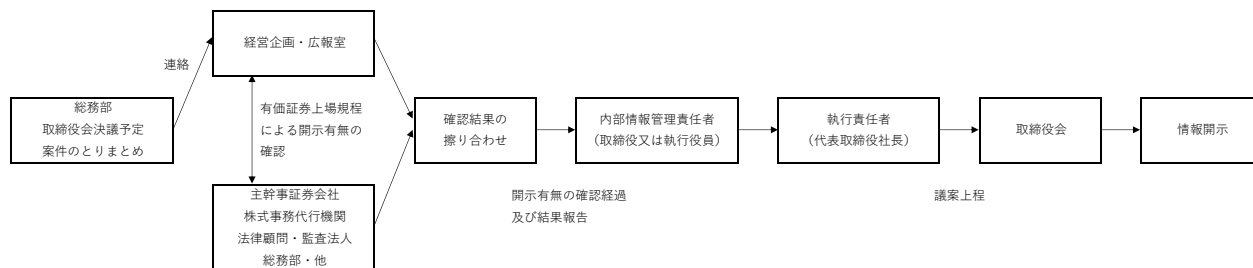 総務部
取締役会決議予定
案件のとりまとめ
連絡
経営企画・広報室
有価証券上場規程
による開示有無の
確認
主幹事証券会社
株式事務代行機関
法律顧問・監査法人
総務部・他
確認結果の
擦り合わせ
内部情報管理責任者
（取締役又は執行役員）
開示有無の確認経過
及び結果報告
執行責任者
（代表取締役社長）
議案上程
取締役会
情報開示